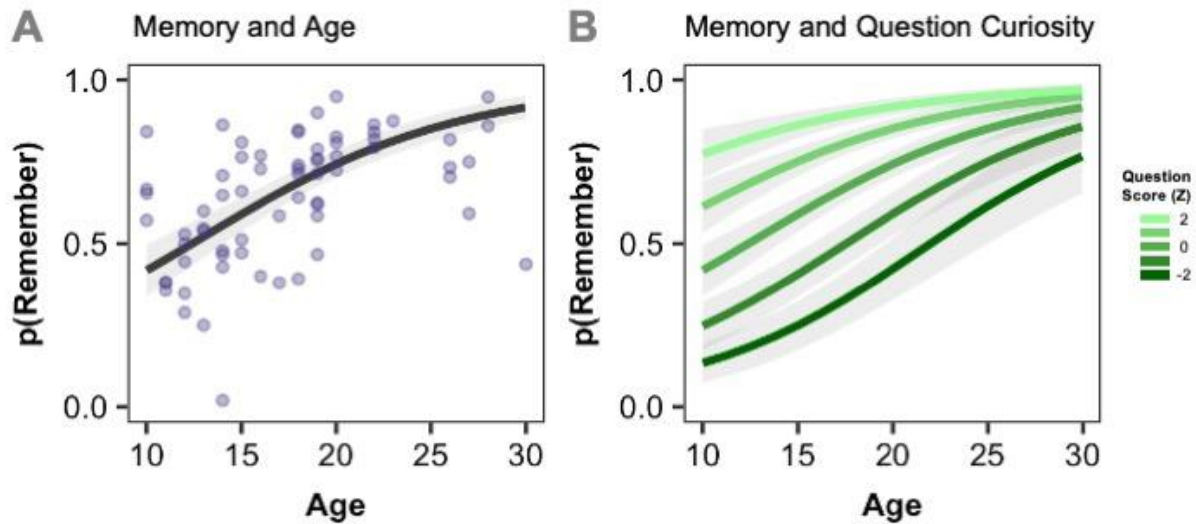 A Memory and Age
1.0
0.5
0.0
p(Remember)
10 15 20 25 30
Age
B Memory and Question Curiosity
1.0
0.5
0.0
p(Remember)
10 15 20 25 30
Age
Question
Score (Z)
2
0
-2